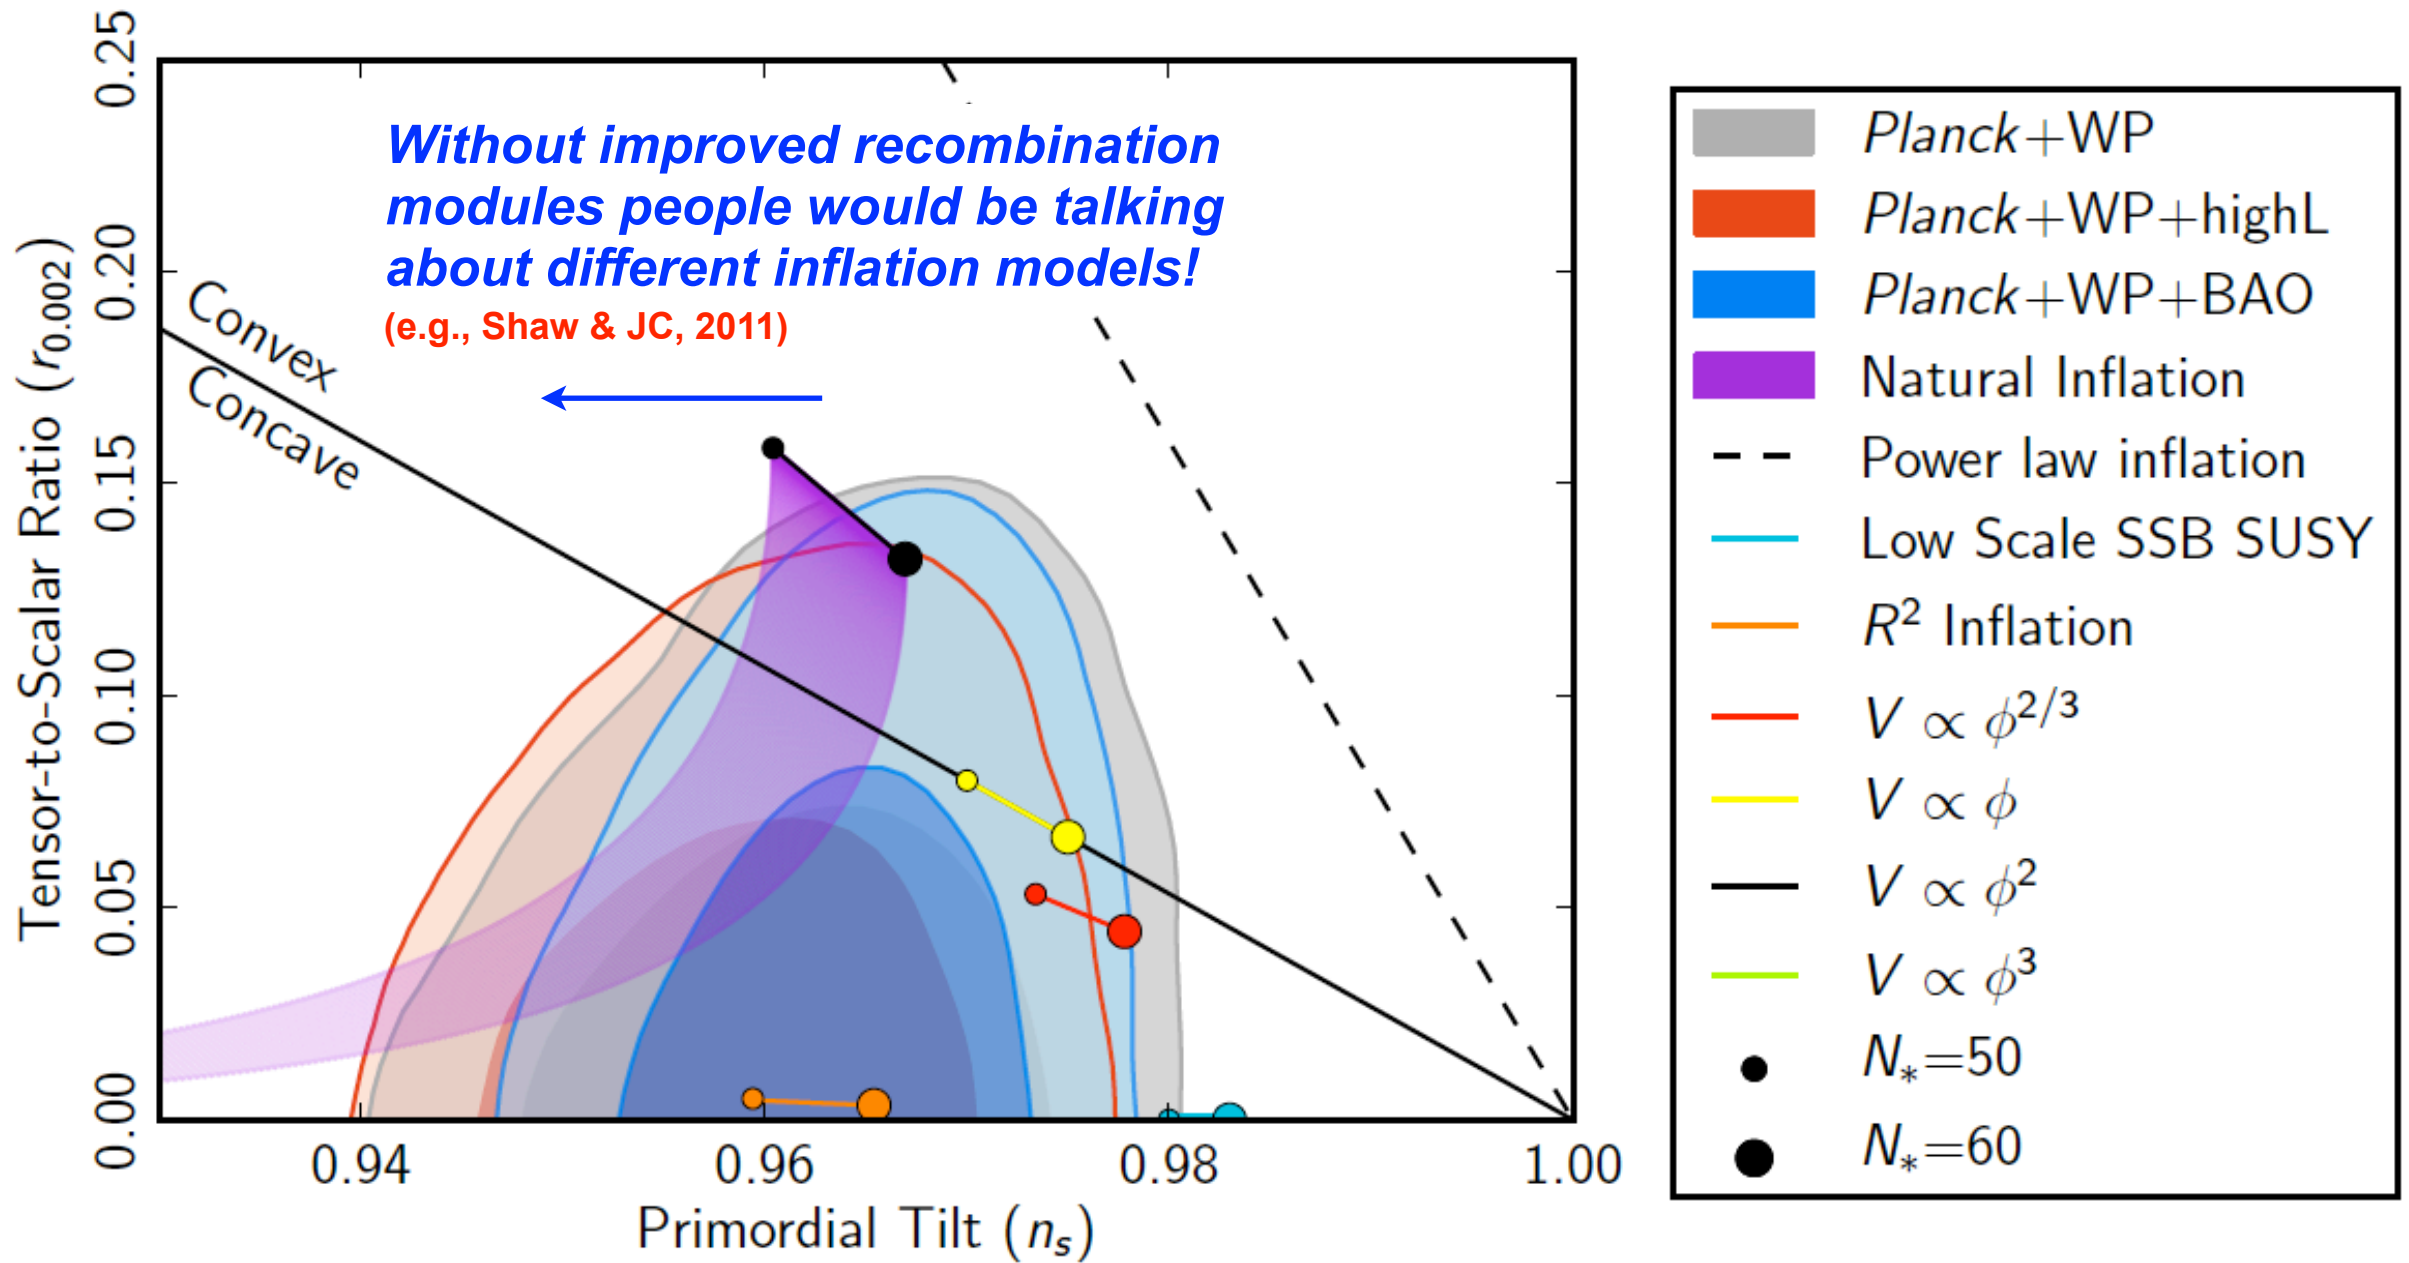 Without improved recombination
modules people would be talking
about different inflation models!
(e.g., Shaw & JC, 2011)
Convex
Concave
Tensor-to-Scalar Ratio (r0.002)
0.25
0.20
0.15
0.10
0.05
0.00
0.94
0.96
0.98
1.00
Primordial Tilt (ns)
Planck+WP
Planck+WP+highL
Planck+WP+BAO
Natural Inflation
Power law inflation
Low Scale SSB SUSY
R² Inflation
V ∝ ϕ^2/3
V ∝ ϕ
V ∝ ϕ²
V ∝ ϕ³
N*=50
N*=60